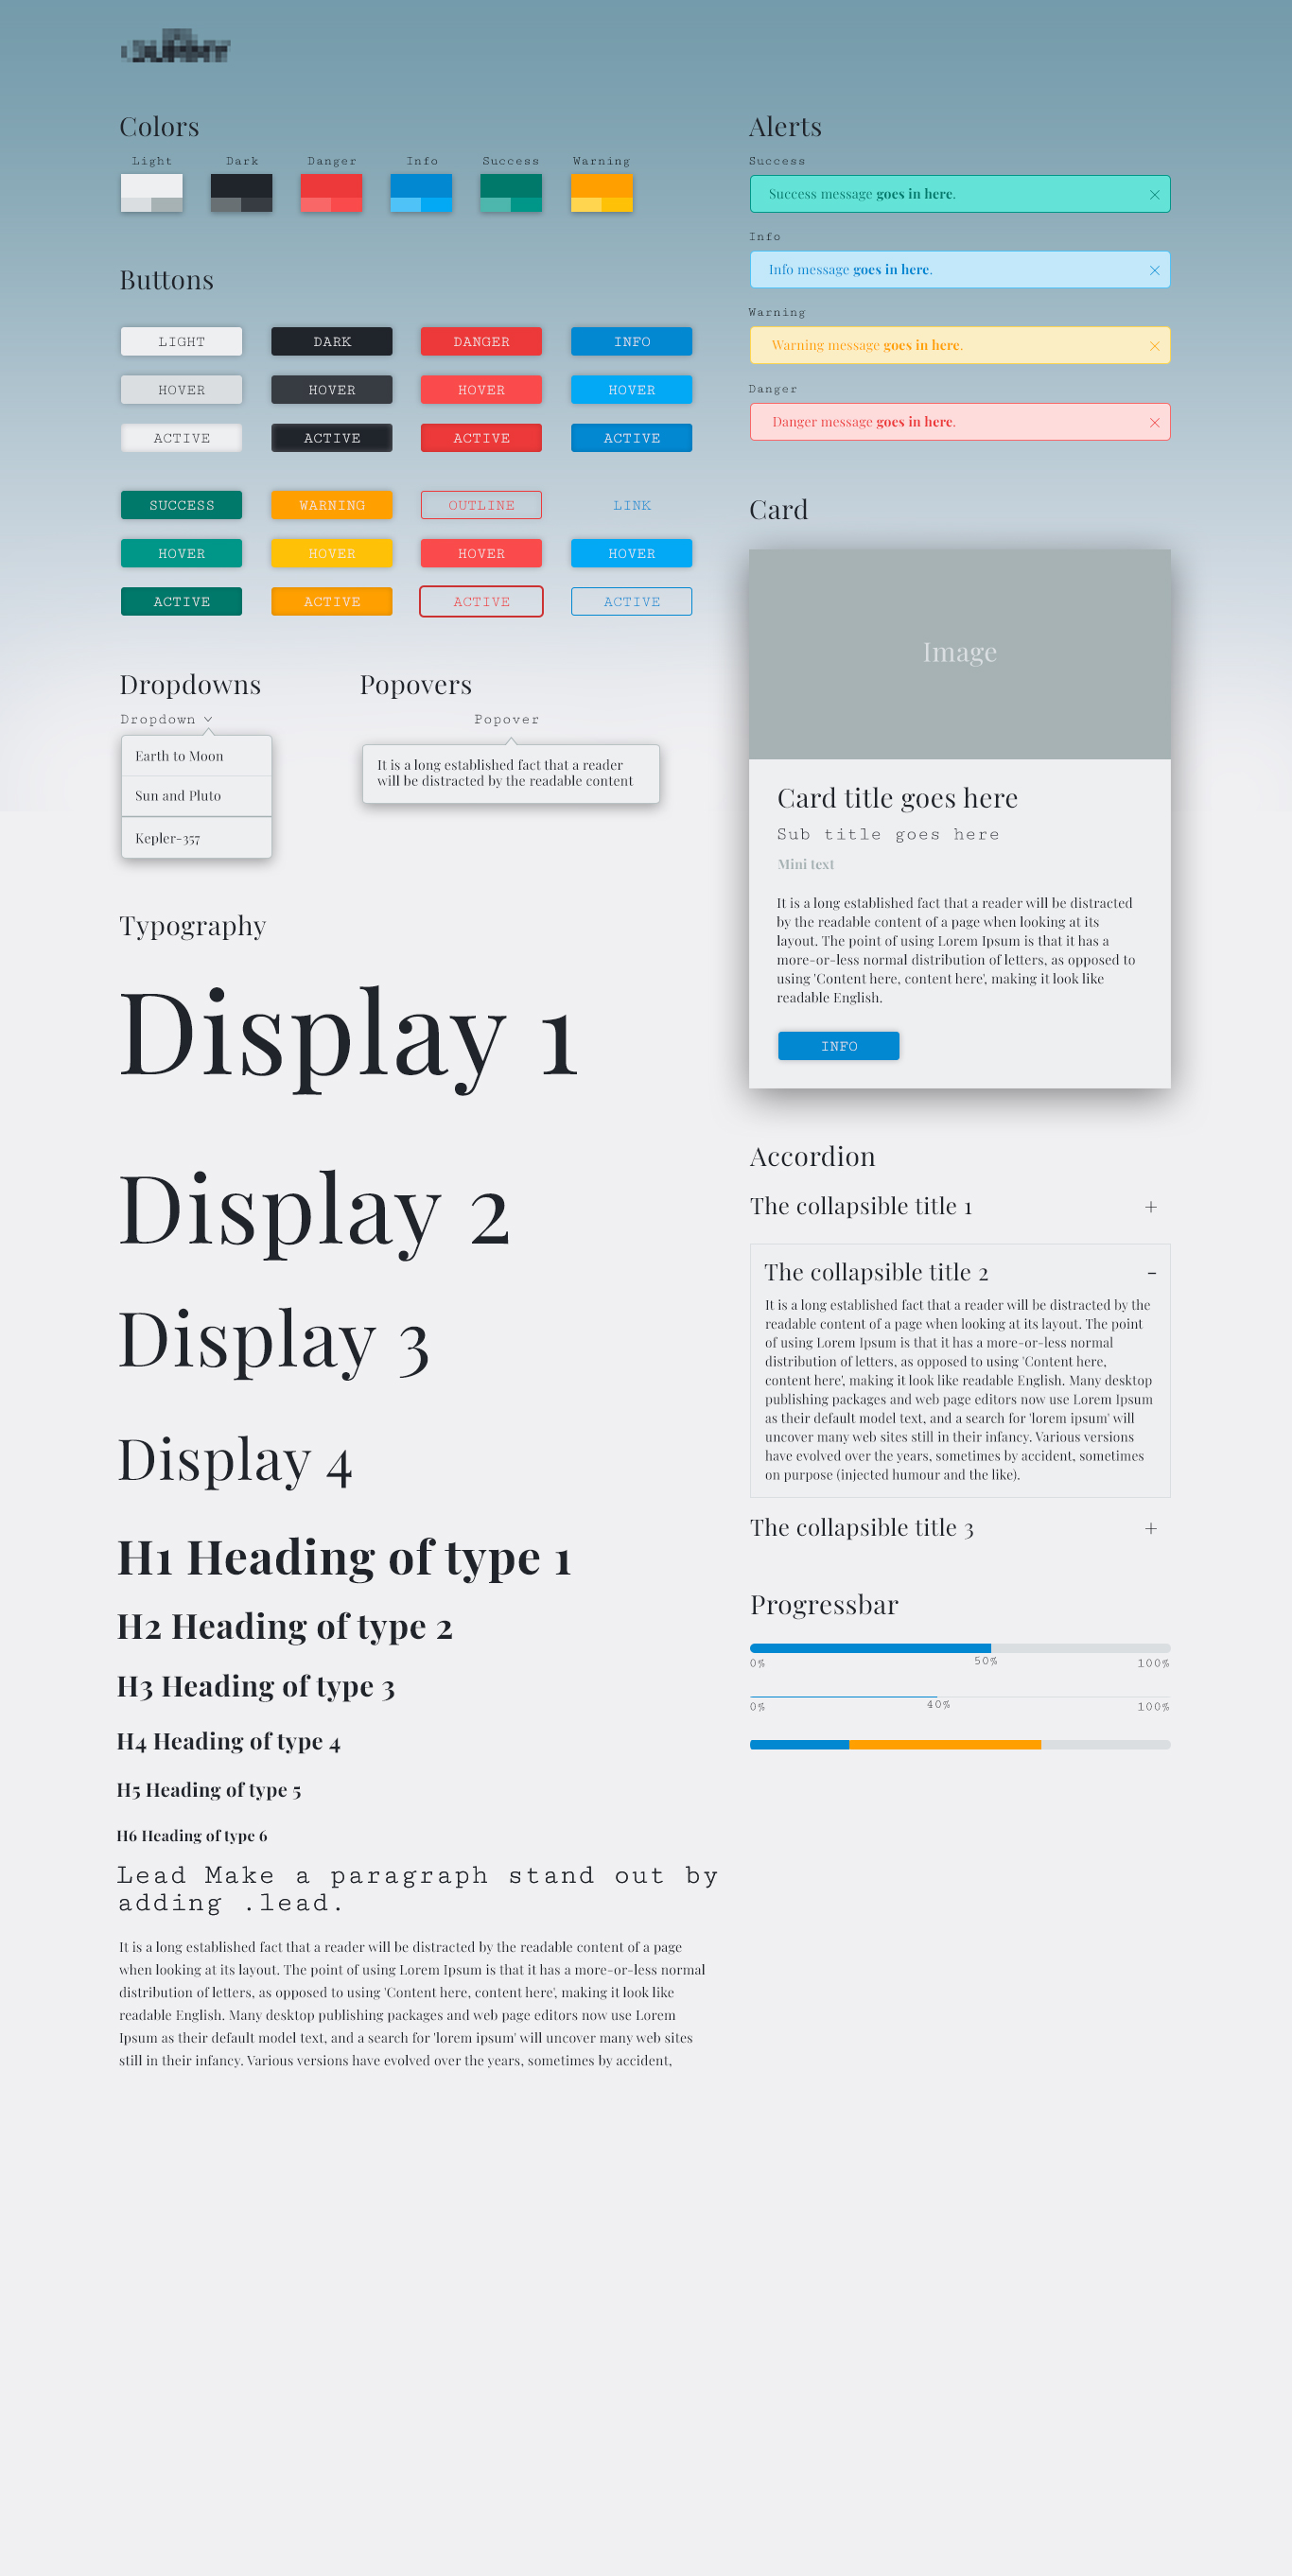 Colors
Light Dark Danger Info Success Warning
Buttons
LIGHT DARK DANGER INFO
HOVER HOVER HOVER HOVER
ACTIVE ACTIVE ACTIVE ACTIVE
SUCCESS WARNING OUTLINE LINK
HOVER HOVER HOVER HOVER
ACTIVE ACTIVE ACTIVE ACTIVE
Dropdowns
Dropdown
Earth to Moon
Sun and Pluto
Kepler-357
Popovers
Popover
It is a long established fact that a reader
will be distracted by the readable content
Typography
Display 1
Display 2
Display 3
Display 4
H1 Heading of type 1
H2 Heading of type 2
H3 Heading of type 3
H4 Heading of type 4
H5 Heading of type 5
H6 Heading of type 6
Lead Make a paragraph stand out by
adding .lead.
It is a long established fact that a reader will be distracted by the readable content of a page
when looking at its layout. The point of using Lorem Ipsum is that it has a more-or-less normal
distribution of letters, as opposed to using 'Content here, content here', making it look like
readable English. Many desktop publishing packages and web page editors now use Lorem
Ipsum as their default model text, and a search for 'lorem ipsum' will uncover many web sites
still in their infancy. Various versions have evolved over the years, sometimes by accident,
Alerts
Success
Success message goes in here.
Info
Info message goes in here.
Warning
Warning message goes in here.
Danger
Danger message goes in here.
Card
Image
Card title goes here
Sub title goes here
Mini text
It is a long established fact that a reader will be distracted
by the readable content of a page when looking at its
layout. The point of using Lorem Ipsum is that it has a
more-or-less normal distribution of letters, as opposed to
using 'Content here, content here', making it look like
readable English.
INFO
Accordion
The collapsible title 1 +
The collapsible title 2 -
It is a long established fact that a reader will be distracted by the
readable content of a page when looking at its layout. The point
of using Lorem Ipsum is that it has a more-or-less normal
distribution of letters, as opposed to using 'Content here,
content here', making it look like readable English. Many desktop
publishing packages and web page editors now use Lorem Ipsum
as their default model text, and a search for 'lorem ipsum' will
uncover many web sites still in their infancy. Various versions
have evolved over the years, sometimes by accident, sometimes
on purpose (injected humour and the like).
The collapsible title 3 +
Progressbar
0% 50% 100%
0% 40% 100%